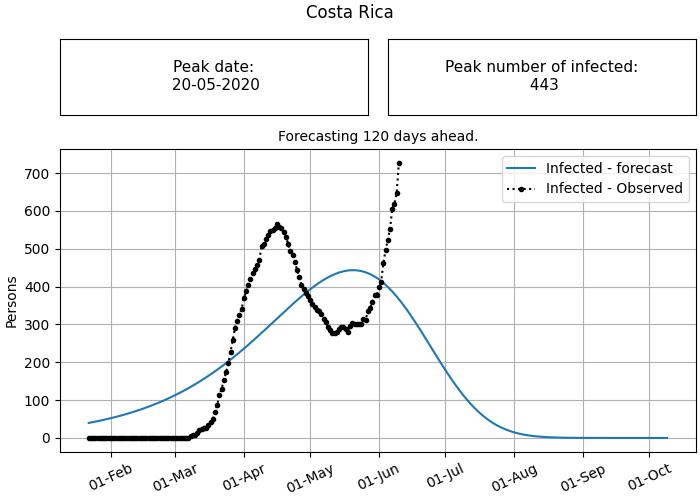 Costa Rica
Peak date:
20-05-2020
Peak number of infected:
443
Forecasting 120 days ahead.
Infected - forecast
Infected - Observed
Persons
700
600
500
400
300
200
100
0
01-Feb
01-Mar
01-Apr
01-May
01-Jun
01-Jul
01-Aug
01-Sep
01-Oct